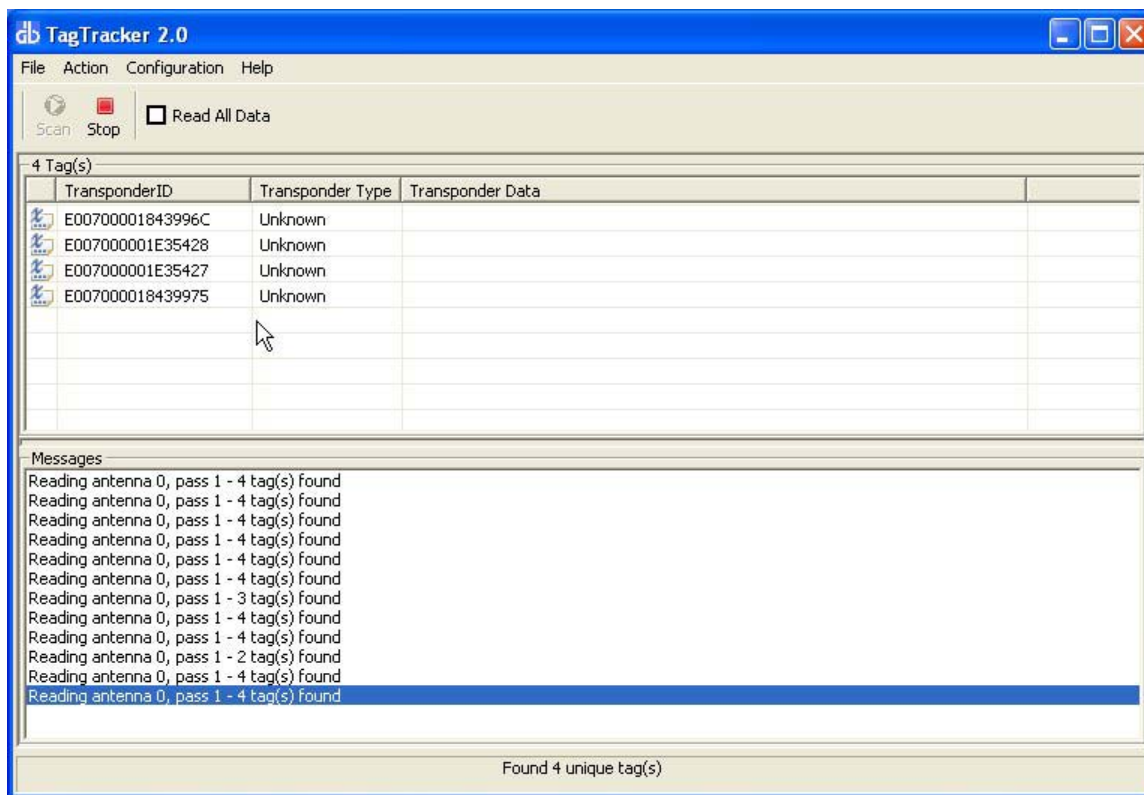 db TagTracker 2.0
File Action Configuration Help
Scan Stop Read All Data
4 Tag(s)
TransponderID Transponder Type Transponder Data
E00700001843996C Unknown
E007000001E35428 Unknown
E007000001E35427 Unknown
E007000018439975 Unknown
Messages
Reading antenna 0, pass 1 - 4 tag(s) found
Reading antenna 0, pass 1 - 4 tag(s) found
Reading antenna 0, pass 1 - 4 tag(s) found
Reading antenna 0, pass 1 - 4 tag(s) found
Reading antenna 0, pass 1 - 4 tag(s) found
Reading antenna 0, pass 1 - 4 tag(s) found
Reading antenna 0, pass 1 - 3 tag(s) found
Reading antenna 0, pass 1 - 4 tag(s) found
Reading antenna 0, pass 1 - 4 tag(s) found
Reading antenna 0, pass 1 - 2 tag(s) found
Reading antenna 0, pass 1 - 4 tag(s) found
Reading antenna 0, pass 1 - 4 tag(s) found
Found 4 unique tag(s)